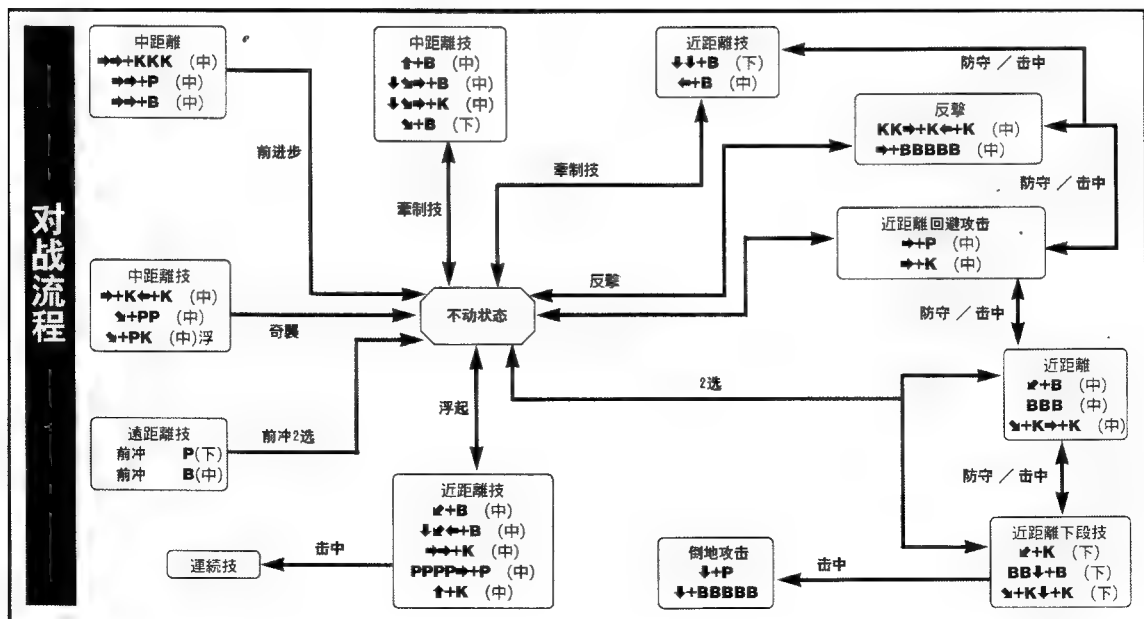 对战流程
中距離
➡➡+KKK (中)
➡➡+P (中)
➡➡+B (中)
中距離技
⬆+B (中)
⬇⬊➡+B (中)
⬇⬊➡+K (中)
⬊+B (下)
近距離技
⬇⬇+B (下)
⬅+B (中)
防守 / 击中
反擊
KK➡+K⬅+K (中)
➡+BBBBB (中)
前进步
牽制技
牽制技
防守 / 击中
近距離回避攻击
➡+P (中)
➡+K (中)
中距離技
➡+K⬅+K (中)
⬊+PP (中)
⬊+PK (中)浮
奇襲
不动状态
反擊
防守 / 击中
2选
近距離
⬋+B (中)
BBB (中)
⬊+K➡+K (中)
遠距離技
前冲 P(下)
前冲 B(中)
前冲2选
浮起
防守 / 击中
近距離技
⬋+B (中)
⬇⬋⬅+B (中)
➡➡+K (中)
PPPP➡+P (中)
⬆+K (中)
击中
連続技
倒地攻击
⬇+P
⬇+BBBBB
击中
近距離下段技
⬋+K (下)
BB⬇+B (下)
⬊+K⬇+K (下)